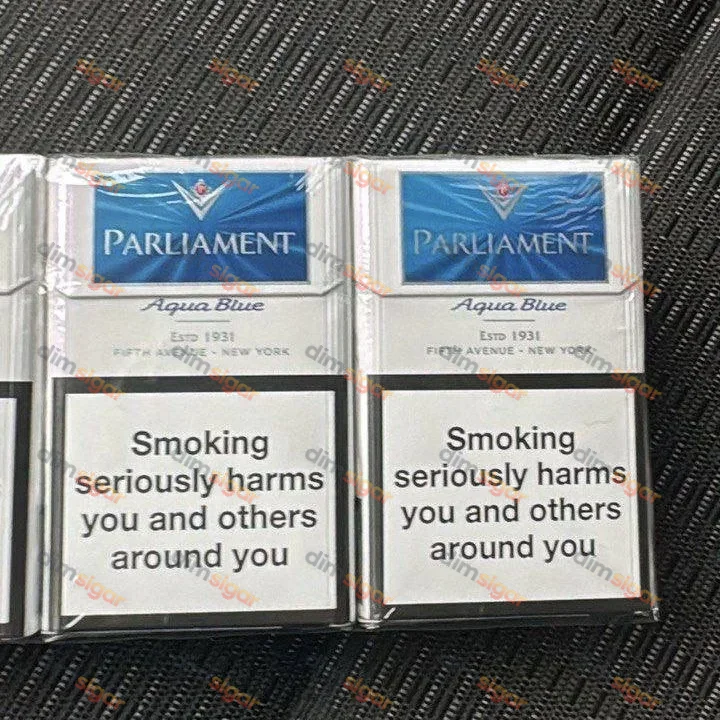 PARLIAMENT
Aqua Blue
ESTD 1931
FIFTH AVENUE - NEW YORK
Smoking
seriously harms
you and others
around you
PARLIAMENT
Aqua Blue
ESTD 1931
FIFTH AVENUE - NEW YORK
Smoking
seriously harms
you and others
around you
dimsigar